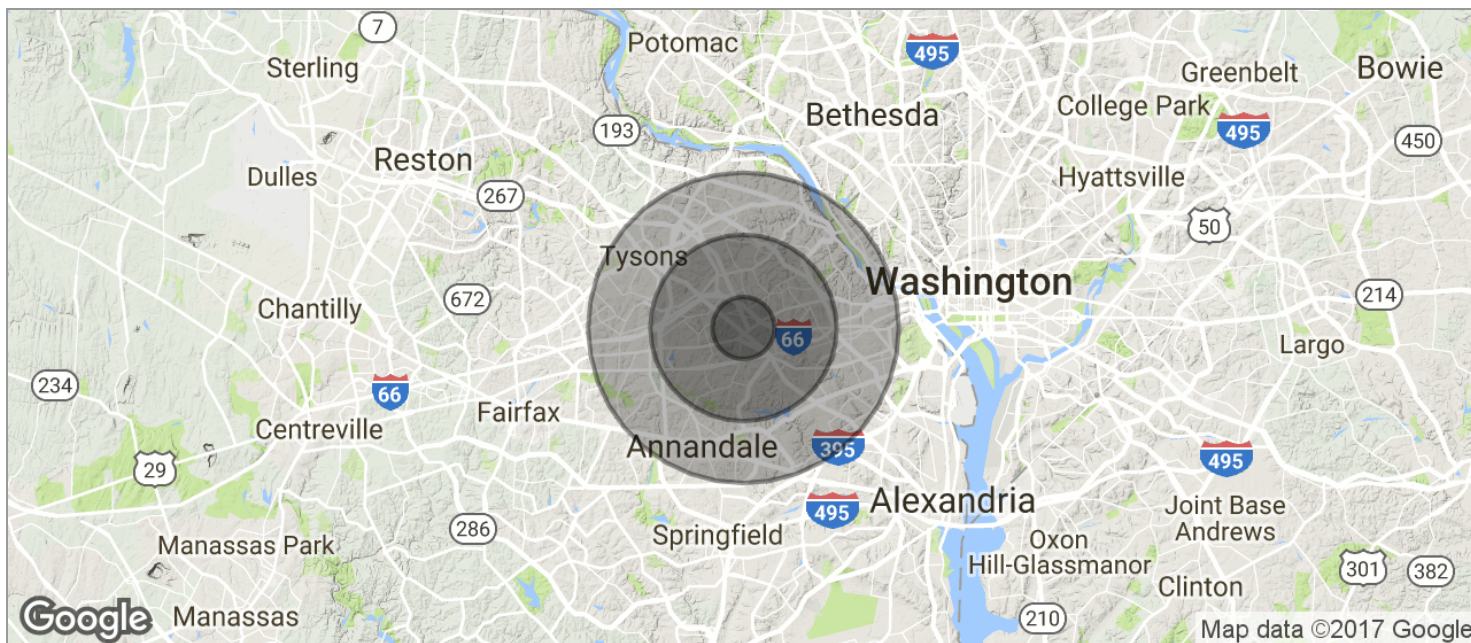 7
Potomac
495
Sterling
Greenbelt
Bowie
College Park
Bethesda
193
495
450
Reston
Dulles
267
Hyattsville
50
Tysons
Washington
672
Chantilly
214
66
Largo
234
66
Fairfax
Centreville
Annandale
395
29
495
Alexandria
495
Joint Base
Andrews
286
Springfield
Manassas Park
Oxon
Hill-Glassmanor
301
382
Clinton
Google
Manassas
210
Map data ©2017 Google